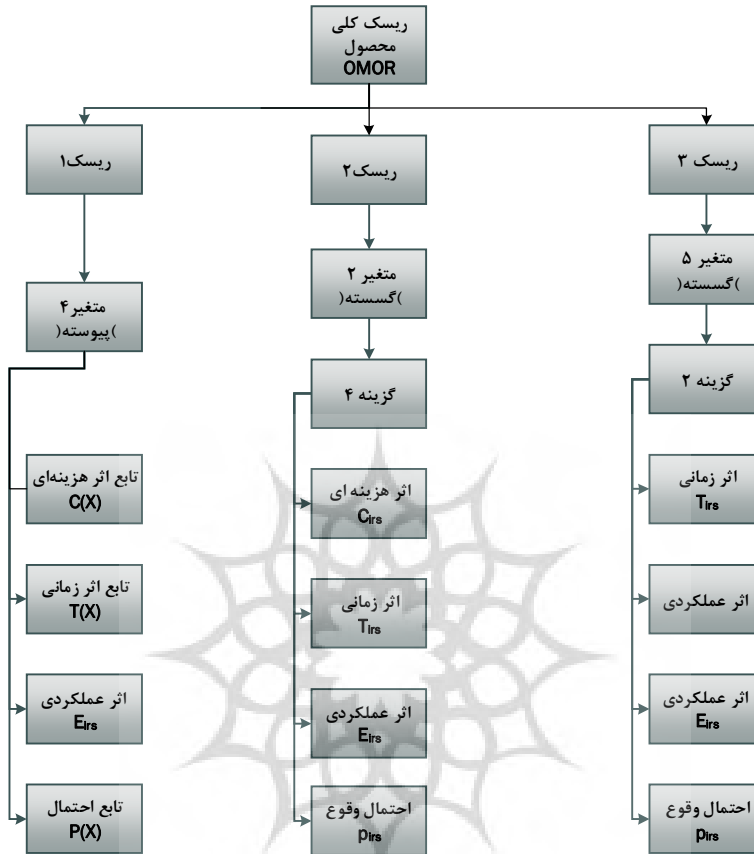 ریسک کلی
محصول
OMOR
ریسک ۳
ریسک۲
ریسک۱
متغیر ۵
)گسسته(
متغیر ۲
)گسسته(
متغیر۴
)پیوسته(
گزینه ۲
گزینه ۴
اثر زمانی
Tirs
اثر عملکردی
اثر عملکردی
Eirs
احتمال وقوع
pirs
اثر هزینه ای
Cirs
اثر زمانی
Tirs
اثر عملکردی
Eirs
احتمال وقوع
pirs
تابع اثر هزینه‌ای
C(X)
تابع اثر زمانی
T(X)
اثر عملکردی
Eirs
تابع احتمال
P(X)